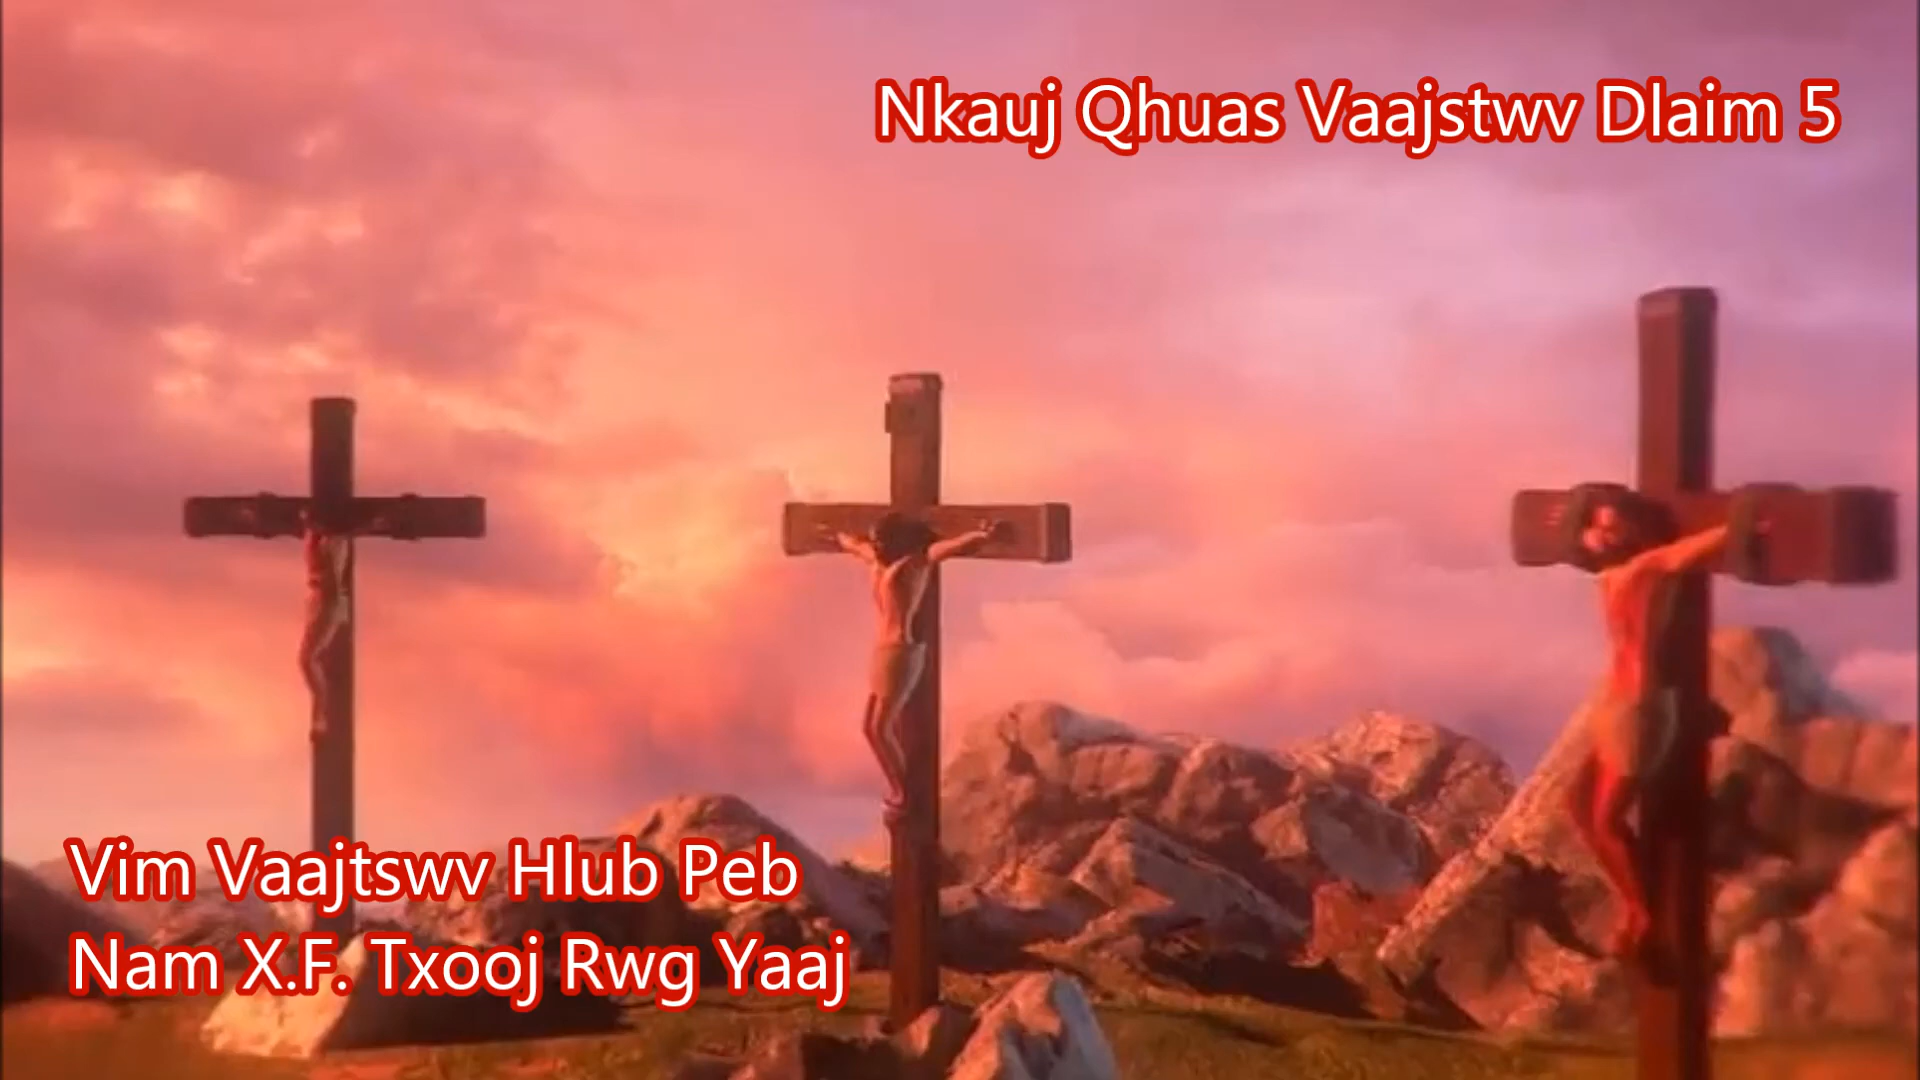 Nkauj Qhuas Vaajstwv Dlaim 5
Vim Vaajtswv Hlub Peb
Nam X.F. Txooj Rwg Yaaj